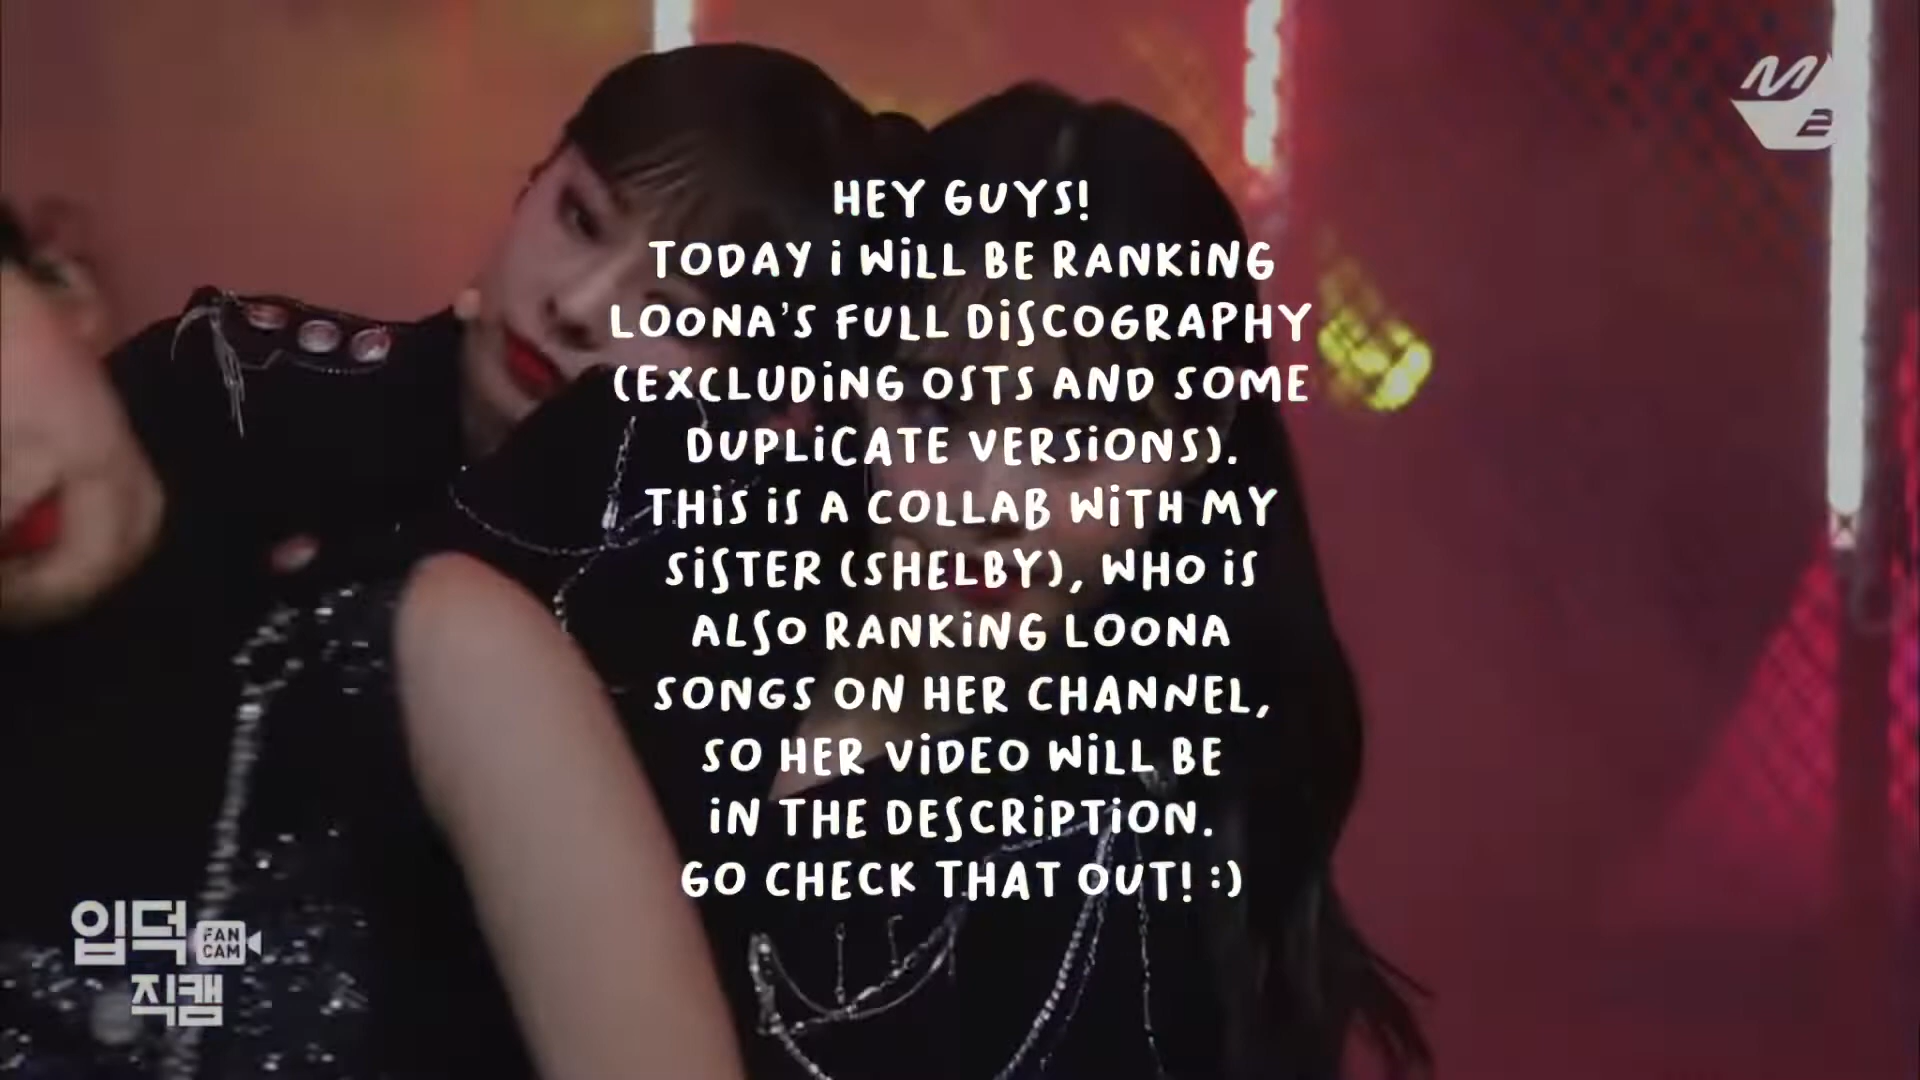 HEY GUYS!
TODAY i WiLL BE RANKiNG
LOONA'S FULL DiSCOGRAPHY
(EXCLUDiNG OSTS AND SOME
DUPLiCATE VERSiONS).
THiS iS A COLLAB WiTH MY
SiSTER (SHELBY), WHO iS
ALSO RANKiNG LOONA
SONGS ON HER CHANNEL,
SO HER ViDEO WiLL BE
iN THE DESCRiPTiON.
GO CHECK THAT OUT! :)
M2
입덕
FAN
CAM
직캠